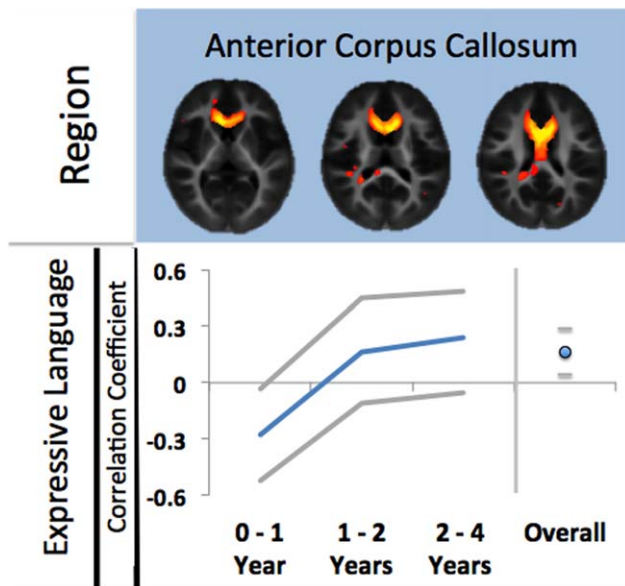 Region
Anterior Corpus Callosum
Expressive Language
Correlation Coefficient
0.6
0.3
0
-0.3
-0.6
0 - 1
Year
1 - 2
Years
2 - 4
Years
Overall